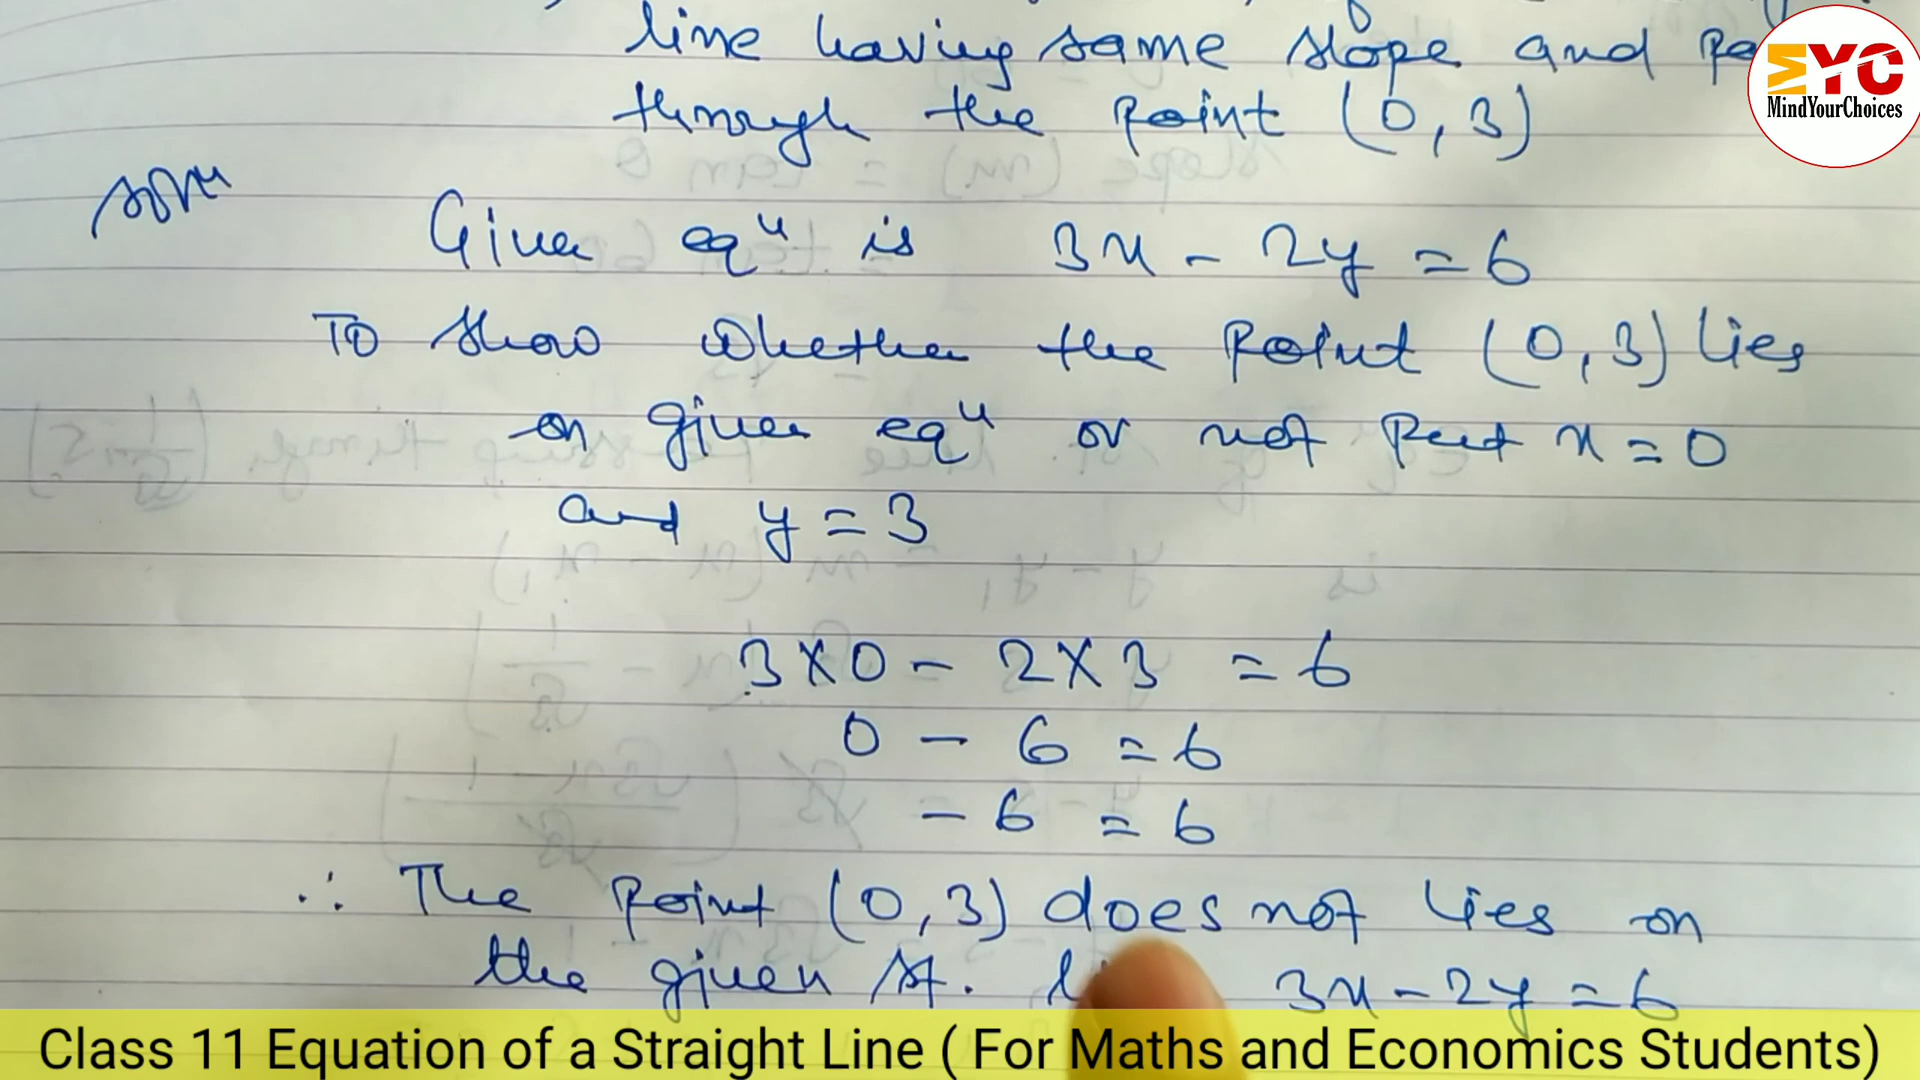 line having same slope and Pa
through the Point (0, 3)
EYC
MindYourChoices
Solⁿ
Given eqⁿ is 3x - 2y = 6
To show whether the Point (0, 3) lies
on given eqⁿ or not Put x = 0
and y = 3
3 X 0 - 2 X 3 = 6
0 - 6 = 6
- 6 = 6
∴ The Point (0, 3) does not lies on
the given St. 3x - 2y = 6
Class 11 Equation of a Straight Line ( For Maths and Economics Students)